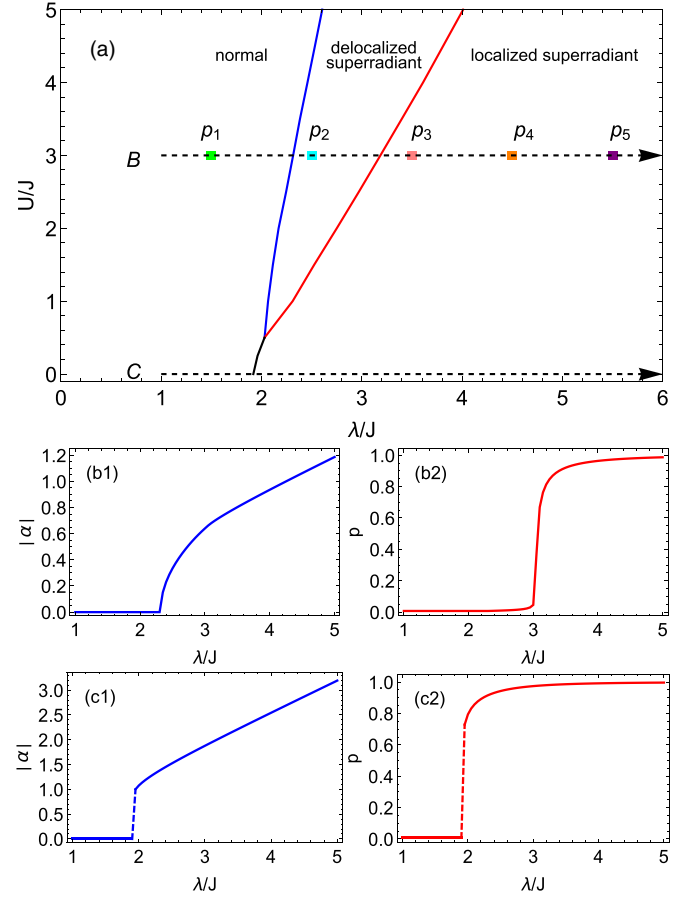 5
(a)
normal
delocalized
superradiant
localized superradiant
4
p1 p2 p3 p4 p5
3
B
U/J
2
1
C
0
0 1 2 3 4 5 6
λ/J
1.2
(b1)
1.0
0.8
|α|
0.6
0.4
0.2
0.0
1 2 3 4 5
λ/J
1.0
(b2)
0.8
0.6
p
0.4
0.2
0.0
1 2 3 4 5
λ/J
(c1)
3.0
2.5
2.0
|α|
1.5
1.0
0.5
0.0
1 2 3 4 5
λ/J
1.0
(c2)
0.8
0.6
p
0.4
0.2
0.0
1 2 3 4 5
λ/J